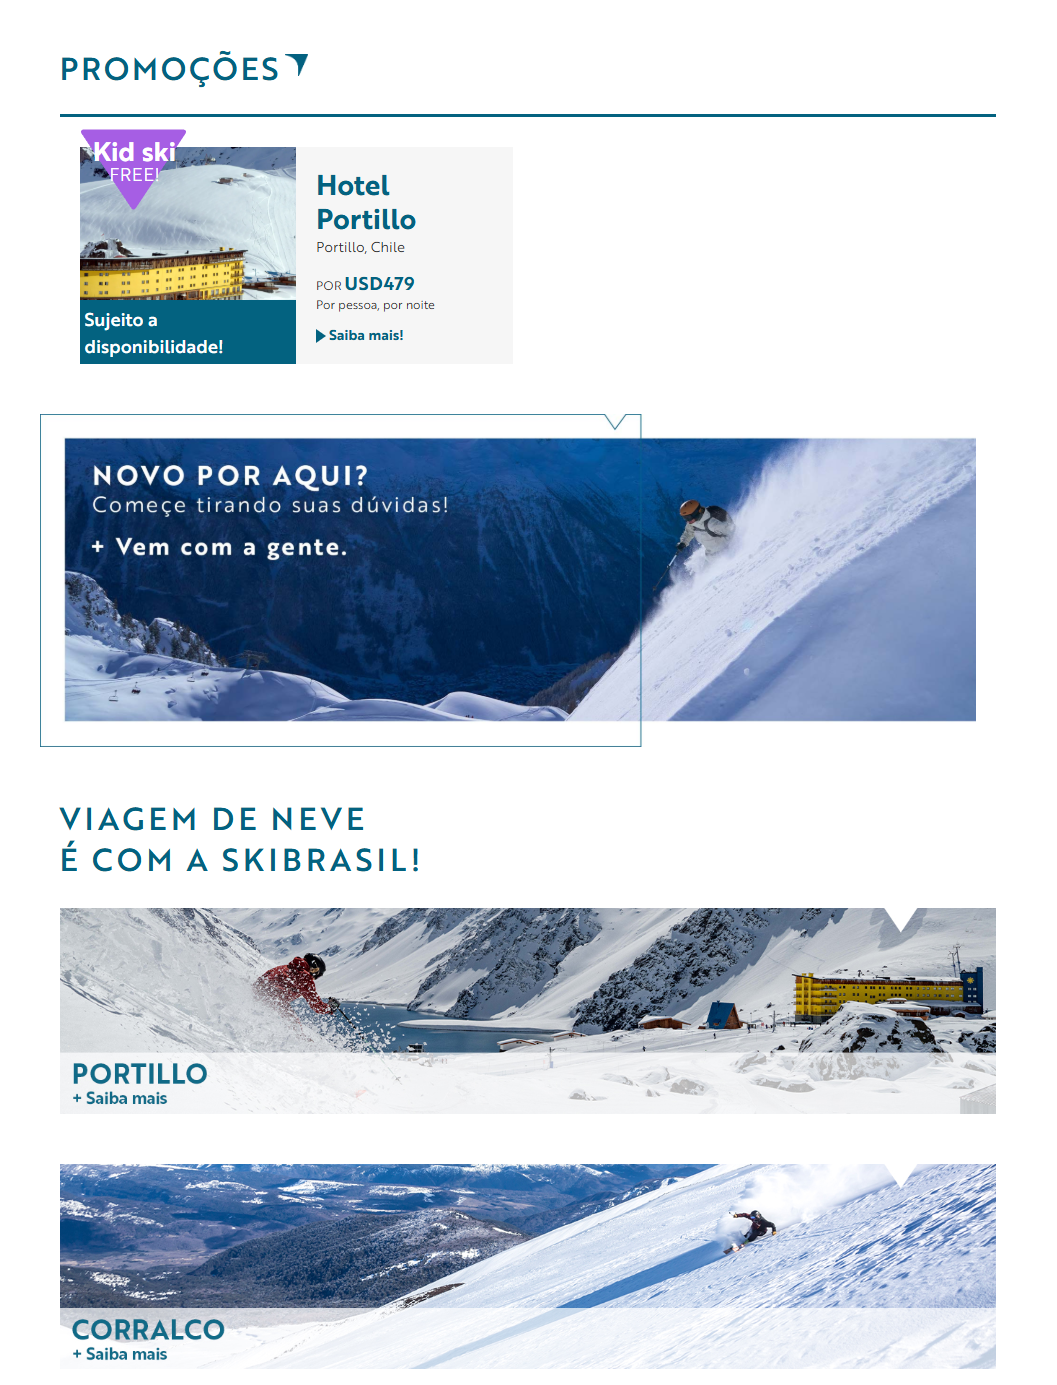 PROMOÇÕES
Kid ski
FREE!
Sujeito a
disponibilidade!
Hotel
Portillo
Portillo, Chile
POR USD479
Por pessoa, por noite
Saiba mais!
NOVO POR AQUI?
Começe tirando suas dúvidas!
+ Vem com a gente.
VIAGEM DE NEVE
É COM A SKIBRASIL!
PORTILLO
+ Saiba mais
CORRALCO
+ Saiba mais